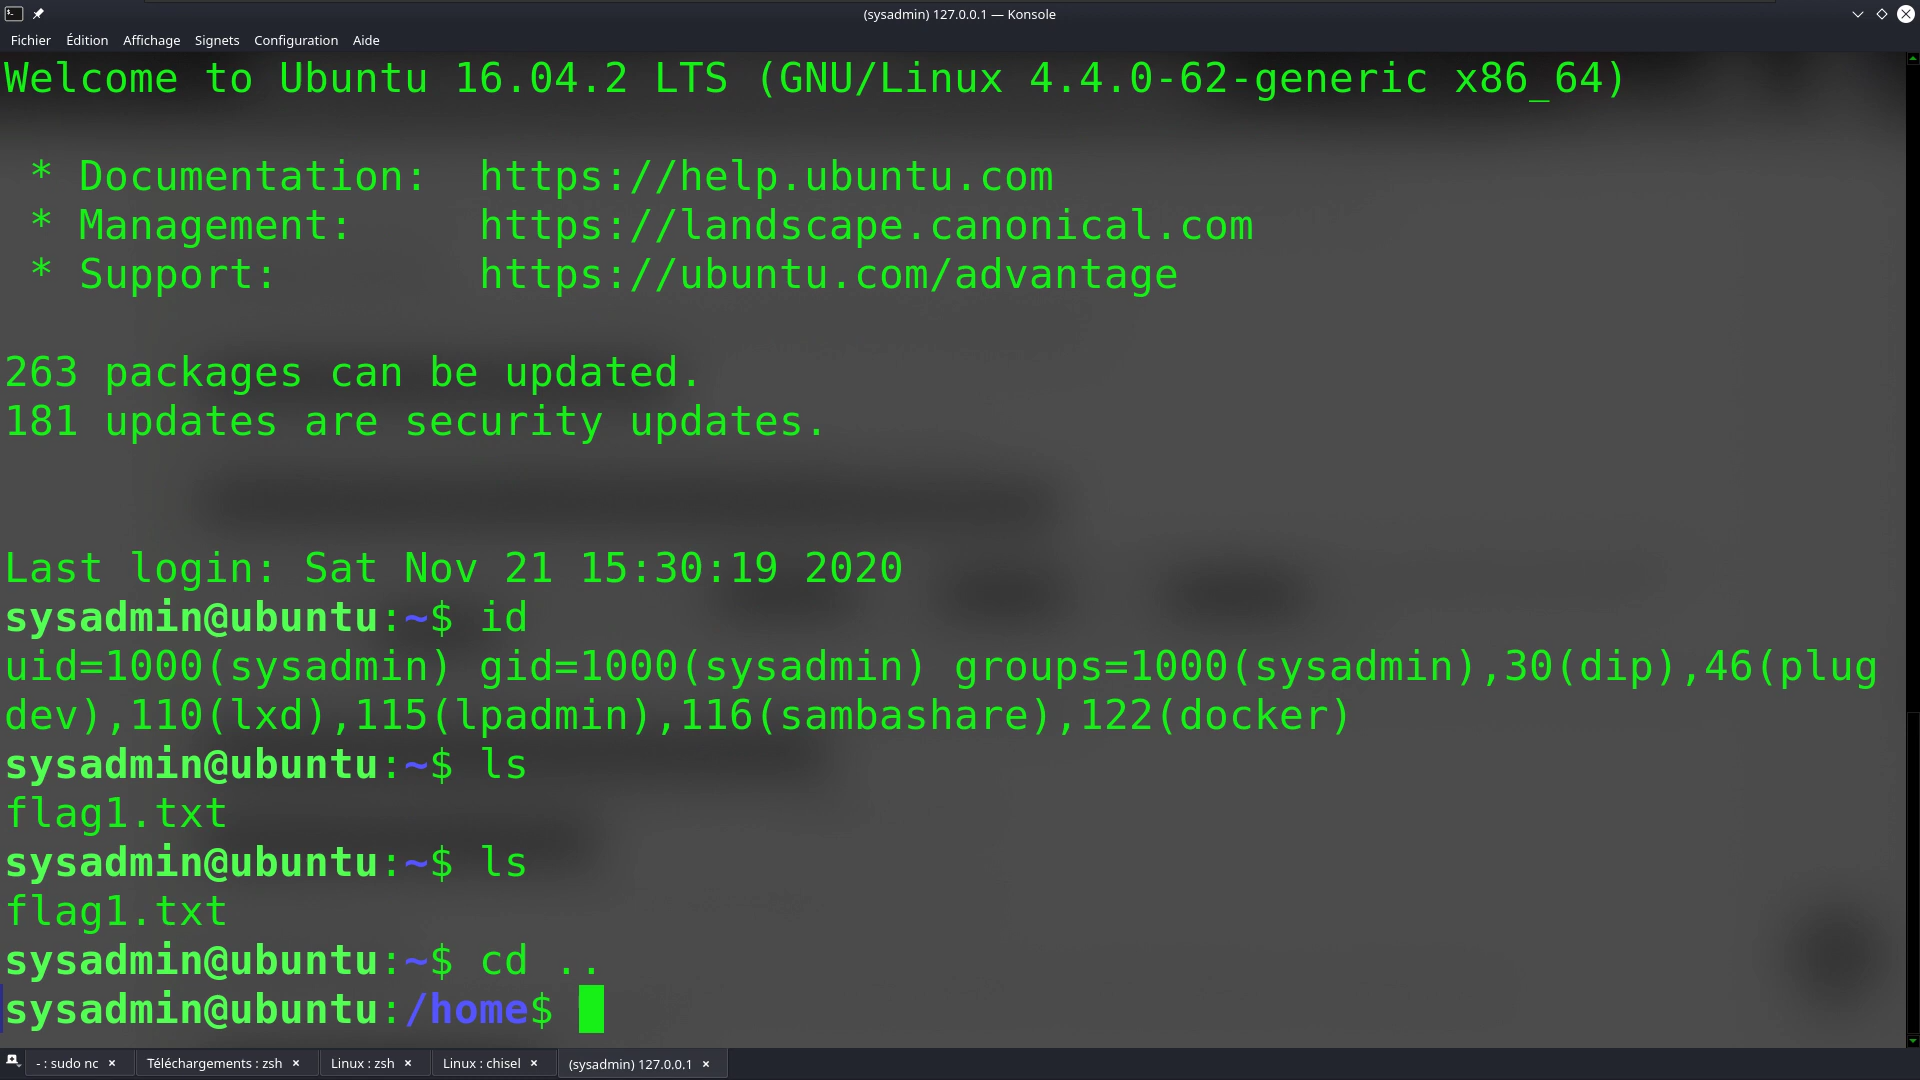 (sysadmin) 127.0.0.1 — Konsole
Fichier Édition Affichage Signets Configuration Aide
Welcome to Ubuntu 16.04.2 LTS (GNU/Linux 4.4.0-62-generic x86_64)
* Documentation:  https://help.ubuntu.com
* Management:     https://landscape.canonical.com
* Support:        https://ubuntu.com/advantage
263 packages can be updated.
181 updates are security updates.
Last login: Sat Nov 21 15:30:19 2020
sysadmin@ubuntu:~$ id
uid=1000(sysadmin) gid=1000(sysadmin) groups=1000(sysadmin),30(dip),46(plug
dev),110(lxd),115(lpadmin),116(sambashare),122(docker)
sysadmin@ubuntu:~$ ls
flag1.txt
sysadmin@ubuntu:~$ ls
flag1.txt
sysadmin@ubuntu:~$ cd ..
sysadmin@ubuntu:/home$
- : sudo nc × Téléchargements : zsh × Linux : zsh × Linux : chisel × (sysadmin) 127.0.0.1 ×